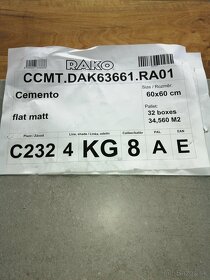 RAKO
CCMT.DAK63661.RA01
Cemento
Size / Rozměr:
60x60 cm
flat matt
Pallet:
32 boxes
34,560 M2
C232 4 KG 8 A E